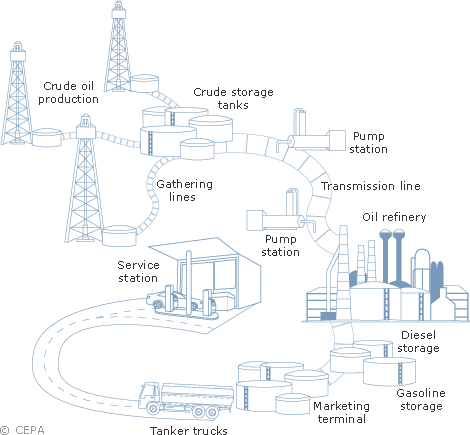 Crude oil
production
Crude storage
tanks
Pump
station
Gathering
lines
Transmission line
Oil refinery
Pump
station
Service
station
Diesel
storage
Gasoline
storage
Marketing
terminal
Tanker trucks
© CEPA